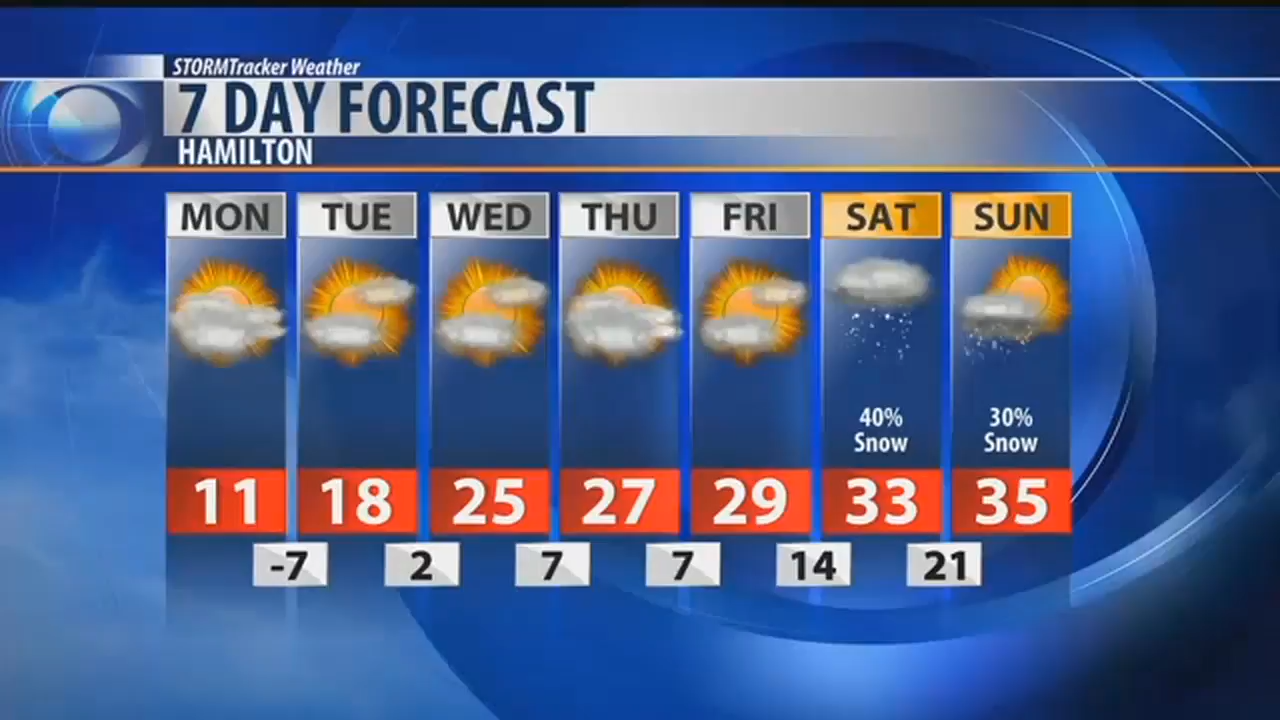 STORMTracker Weather
7 DAY FORECAST
HAMILTON
MON TUE WED THU FRI SAT SUN
40% 30%
Snow Snow
11 18 25 27 29 33 35
-7 2 7 7 14 21